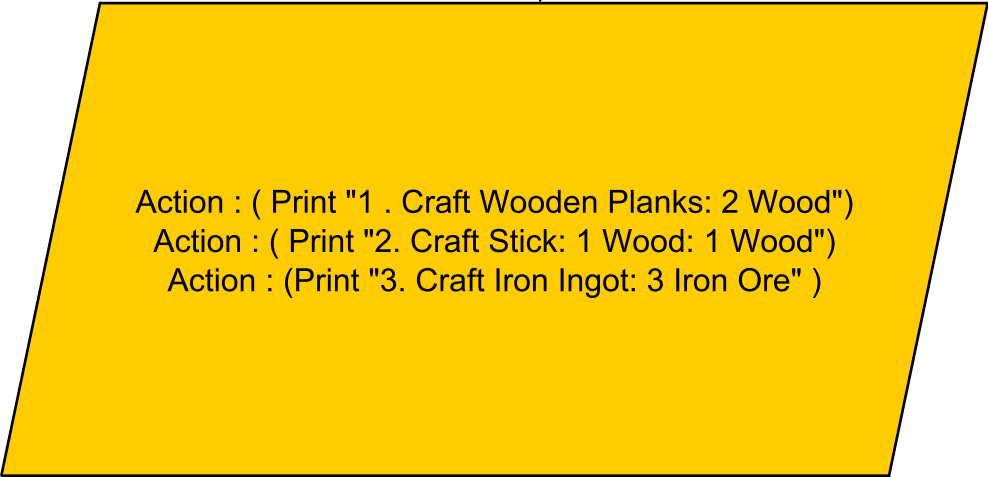 Action : ( Print "1 . Craft Wooden Planks: 2 Wood")
Action : ( Print "2. Craft Stick: 1 Wood: 1 Wood")
Action : (Print "3. Craft Iron Ingot: 3 Iron Ore" )